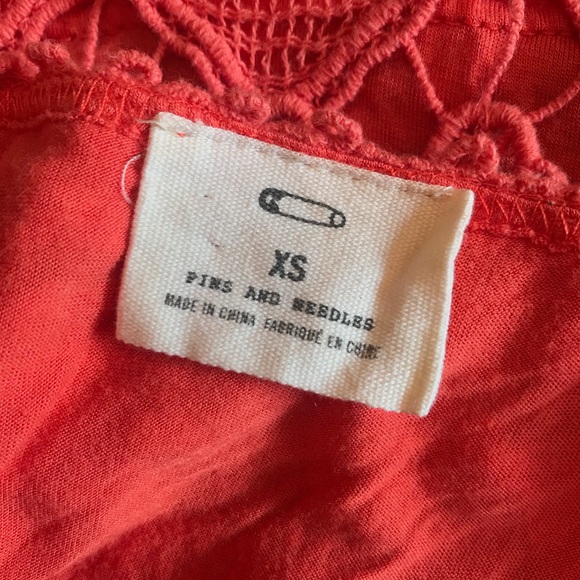 XS
PINS AND NEEDLES
MADE IN CHINA FABRIQUÉ EN CHINE